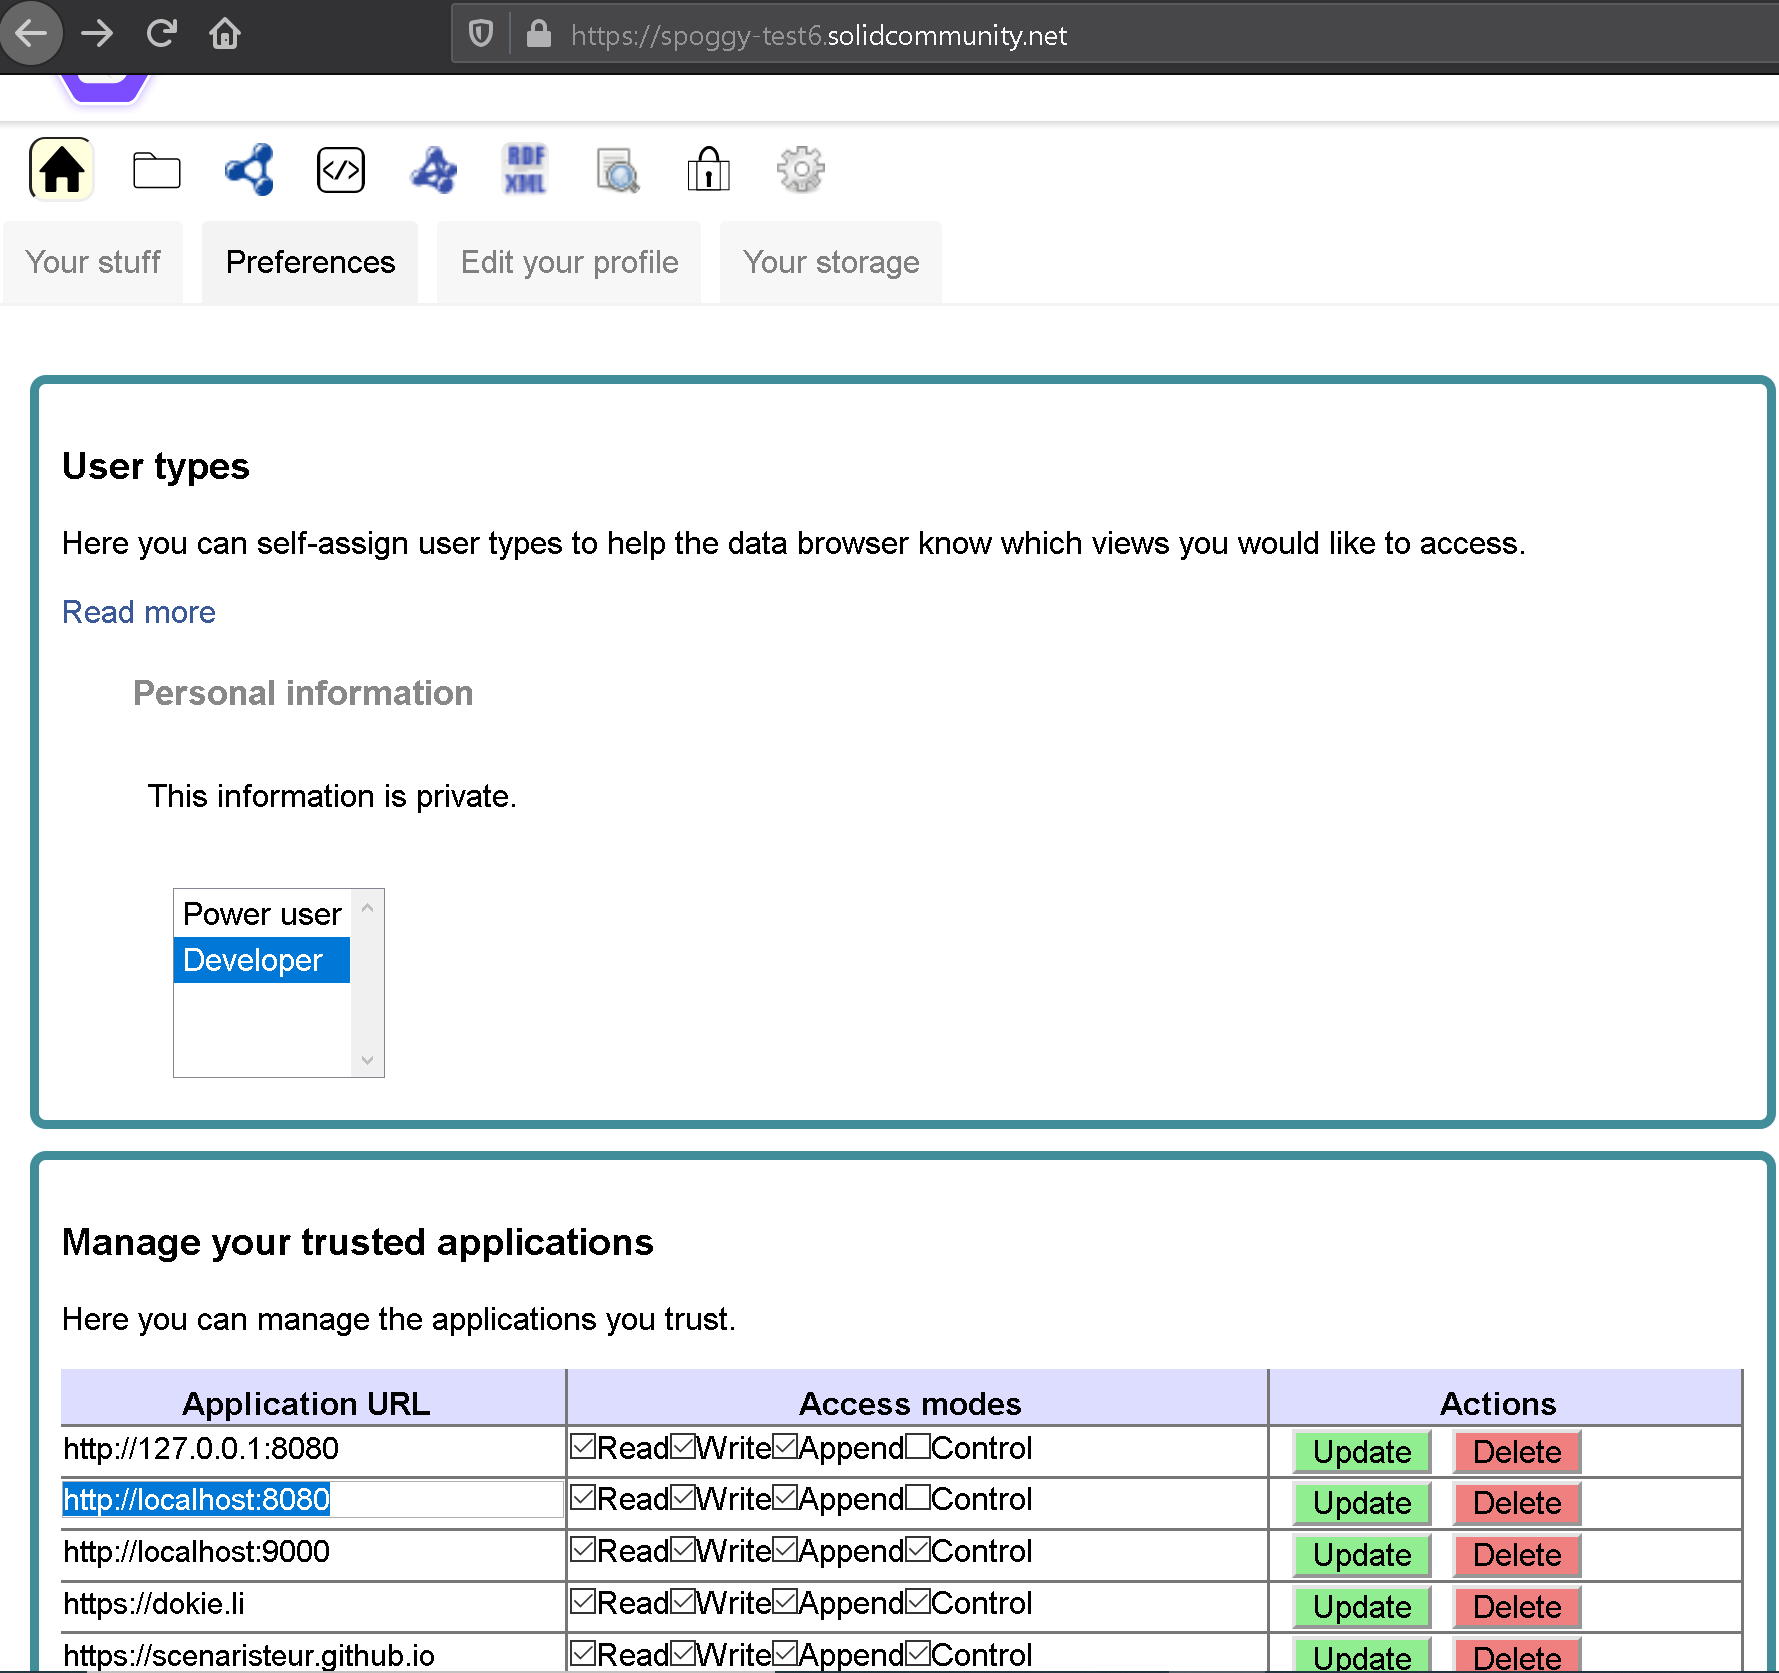 https://spoggy-test6.solidcommunity.net
</>
RDF
XML
Your stuff Preferences Edit your profile Your storage
User types
Here you can self-assign user types to help the data browser know which views you would like to access.
Read more
Personal information
This information is private.
Power user
Developer
Manage your trusted applications
Here you can manage the applications you trust.
Application URL Access modes Actions
http://127.0.0.1:8080 Read Write Append Control Update Delete
http://localhost:8080 Read Write Append Control Update Delete
http://localhost:9000 Read Write Append Control Update Delete
https://dokie.li Read Write Append Control Update Delete
https://scenaristeur.github.io Read Write Append Control Update Delete